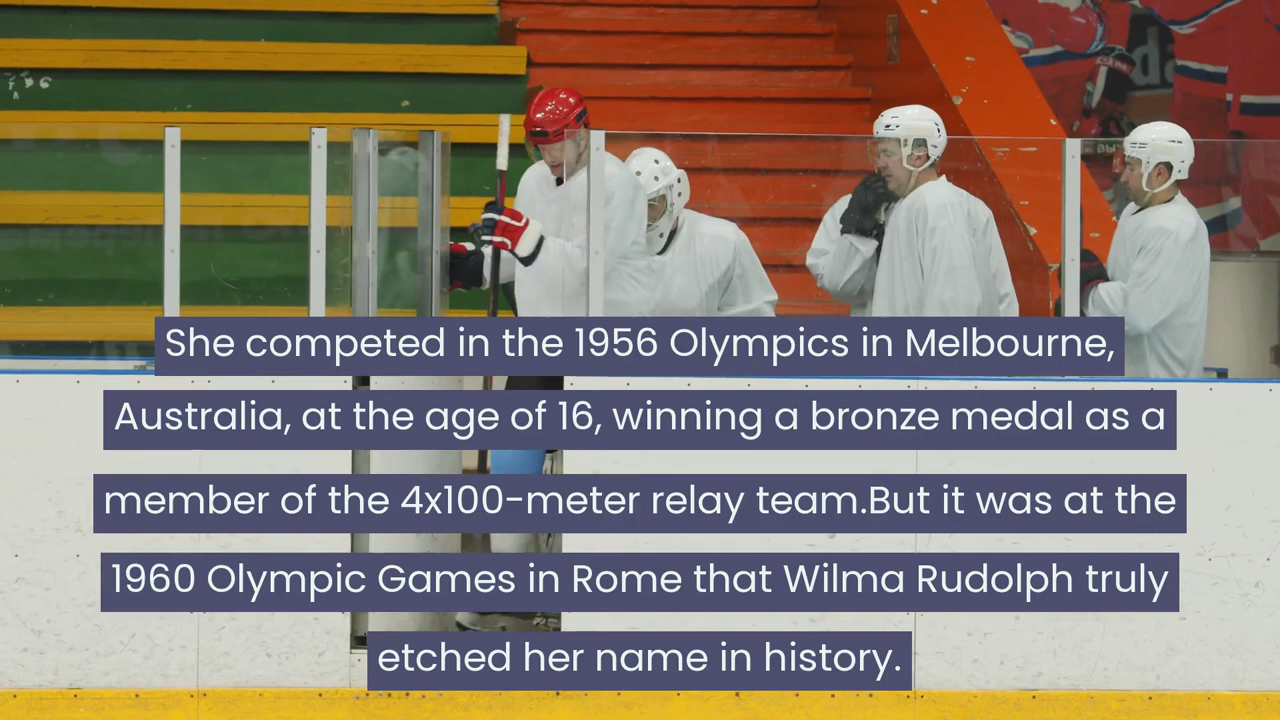 She competed in the 1956 Olympics in Melbourne,
Australia, at the age of 16, winning a bronze medal as a
member of the 4x100-meter relay team.But it was at the
1960 Olympic Games in Rome that Wilma Rudolph truly
etched her name in history.